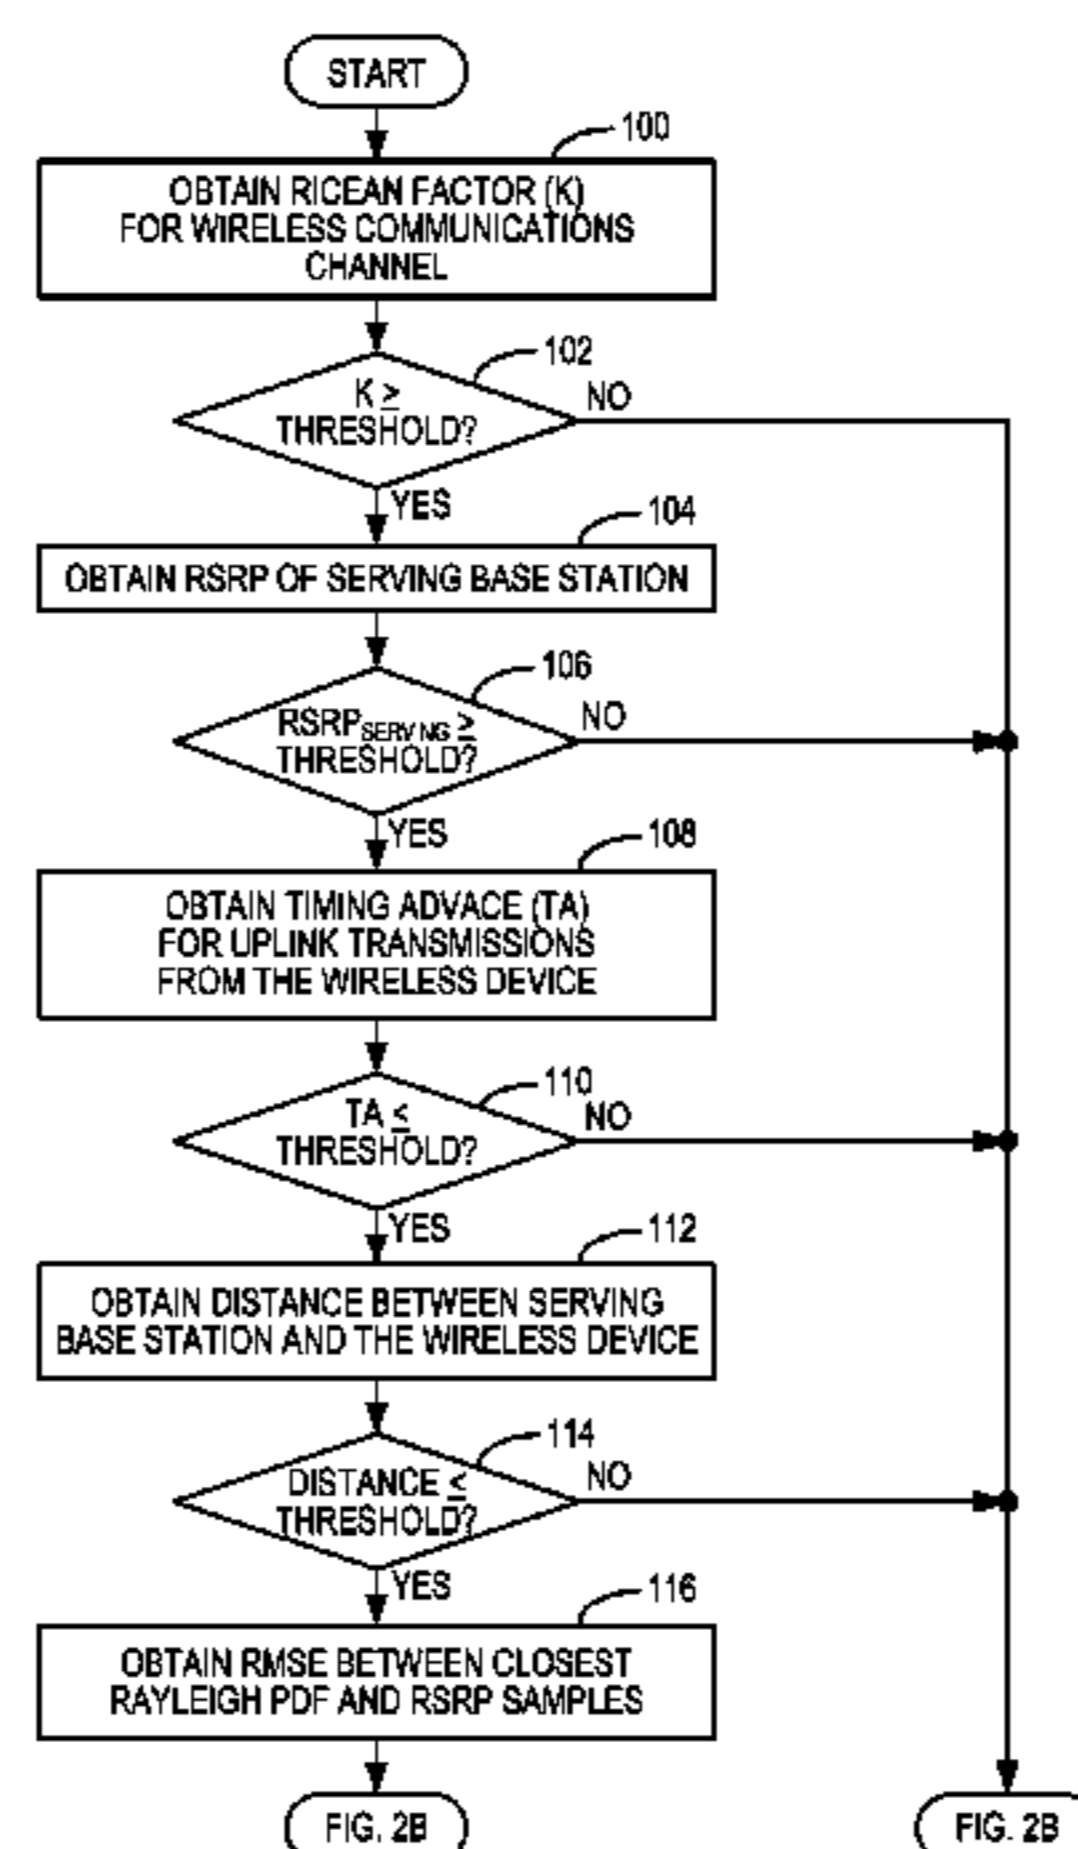 START
100
OBTAIN RICEAN FACTOR (K)
FOR WIRELESS COMMUNICATIONS
CHANNEL
102
K ≥
THRESHOLD?
NO
YES
104
OBTAIN RSRP OF SERVING BASE STATION
106
RSRPSERVING ≥
THRESHOLD?
NO
YES
108
OBTAIN TIMING ADVACE (TA)
FOR UPLINK TRANSMISSIONS
FROM THE WIRELESS DEVICE
110
TA ≤
THRESHOLD?
NO
YES
112
OBTAIN DISTANCE BETWEEN SERVING
BASE STATION AND THE WIRELESS DEVICE
114
DISTANCE ≤
THRESHOLD?
NO
YES
116
OBTAIN RMSE BETWEEN CLOSEST
RAYLEIGH PDF AND RSRP SAMPLES
FIG. 2B
FIG. 2B